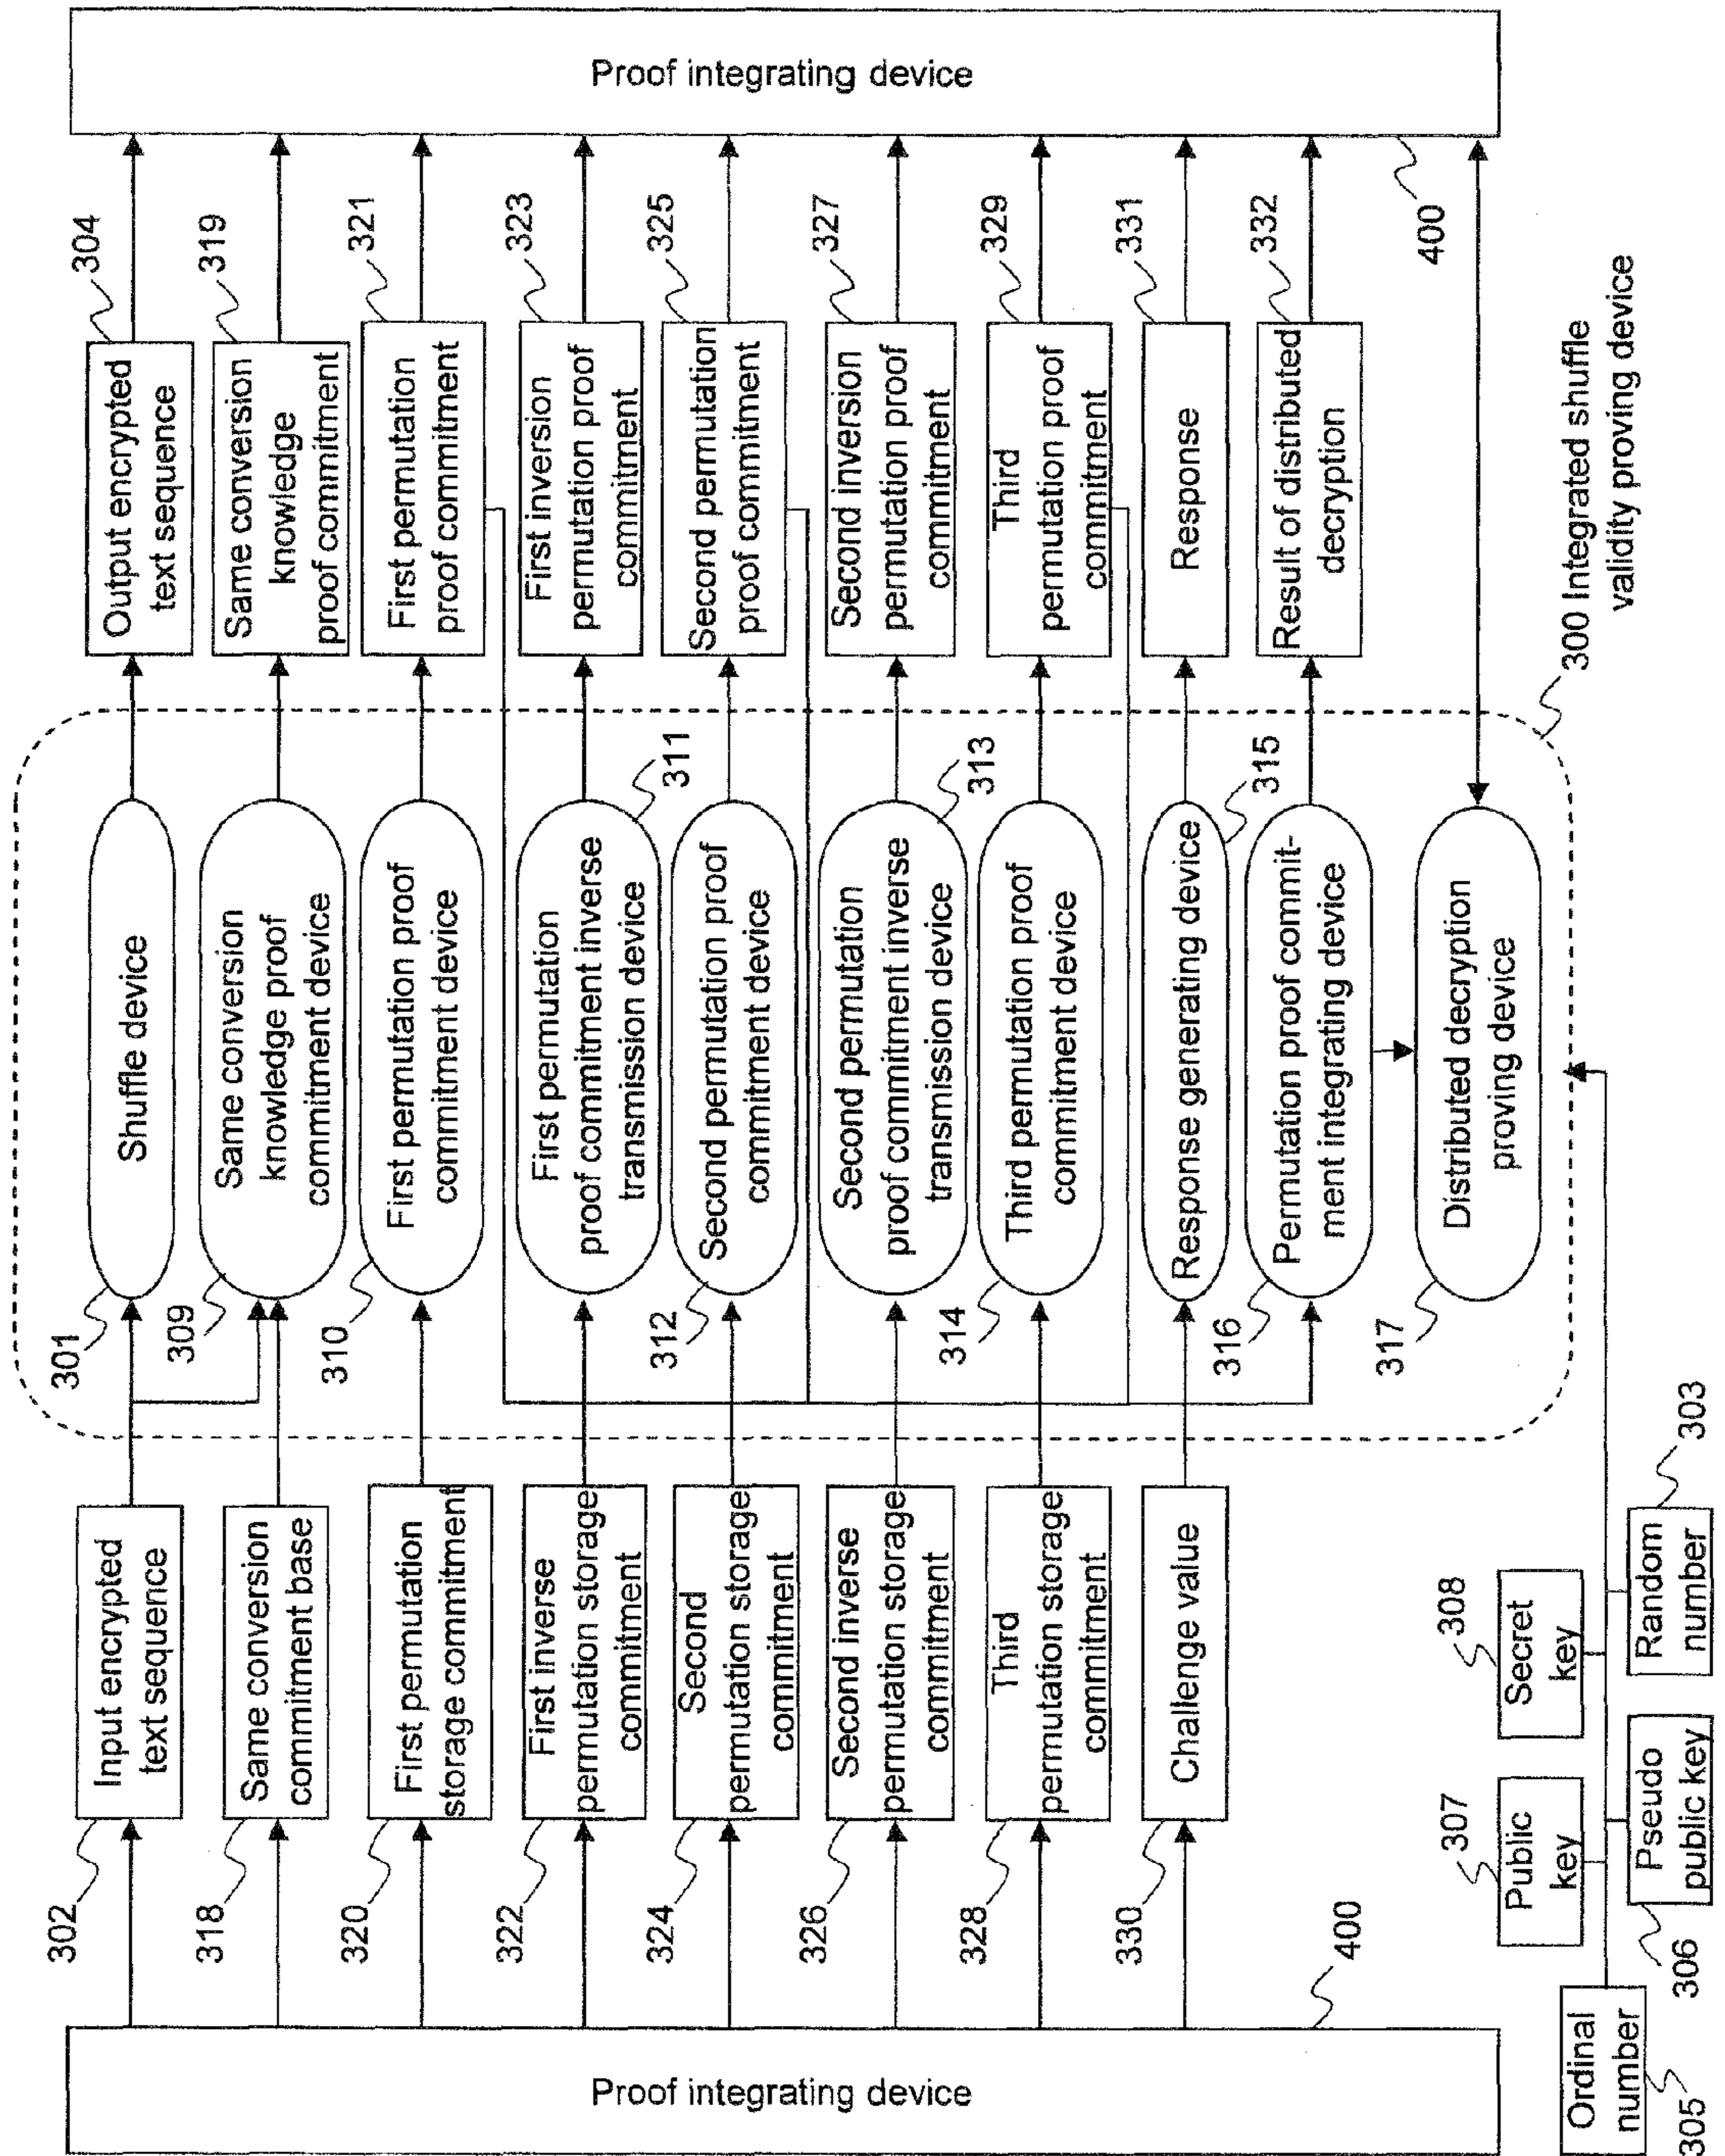 Proof integrating device
400
302
Input encrypted
text sequence
318
Same conversion
commitment base
320
First permutation
storage commitment
322
First inverse
permutation storage
commitment
324
Second
permutation storage
commitment
326
Second inverse
permutation storage
commitment
328
Third
permutation storage
commitment
330
Challenge value
301
Shuffle device
309
Same conversion
knowledge proof
commitment device
310
First permutation proof
commitment device
First permutation
proof commitment inverse
transmission device
311
312
Second permutation proof
commitment device
Second permutation
proof commitment inverse
transmission device
313
314
Third permutation proof
commitment device
Response generating device
315
316
Permutation proof commit-
ment integrating device
317
Distributed decryption
proving device
304
Output encrypted
text sequence
319
Same conversion
knowledge
proof commitment
321
First permutation
proof commitment
323
First inversion
permutation proof
commitment
325
Second permutation
proof commitment
327
Second inversion
permutation proof
commitment
329
Third
permutation proof
commitment
331
Response
332
Result of distributed
decryption
Proof integrating device
400
300 Integrated shuffle
validity proving device
Ordinal
number
305
307
Public
key
306
Pseudo
public key
308
Secret
key
303
Random
number